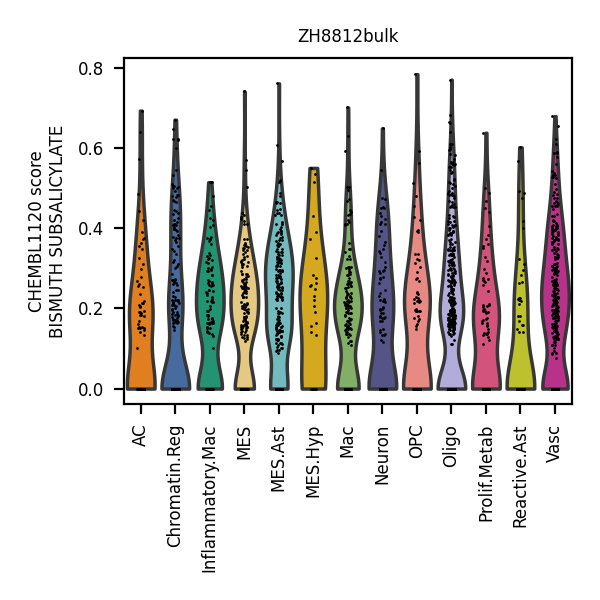 ZH8812bulk
CHEMBL1120 score
BISMUTH SUBSALICYLATE
0.8
0.6
0.4
0.2
0.0
AC
Chromatin.Reg
Inflammatory.Mac
MES
MES.Ast
MES.Hyp
Mac
Neuron
OPC
Oligo
Prolif.Metab
Reactive.Ast
Vasc